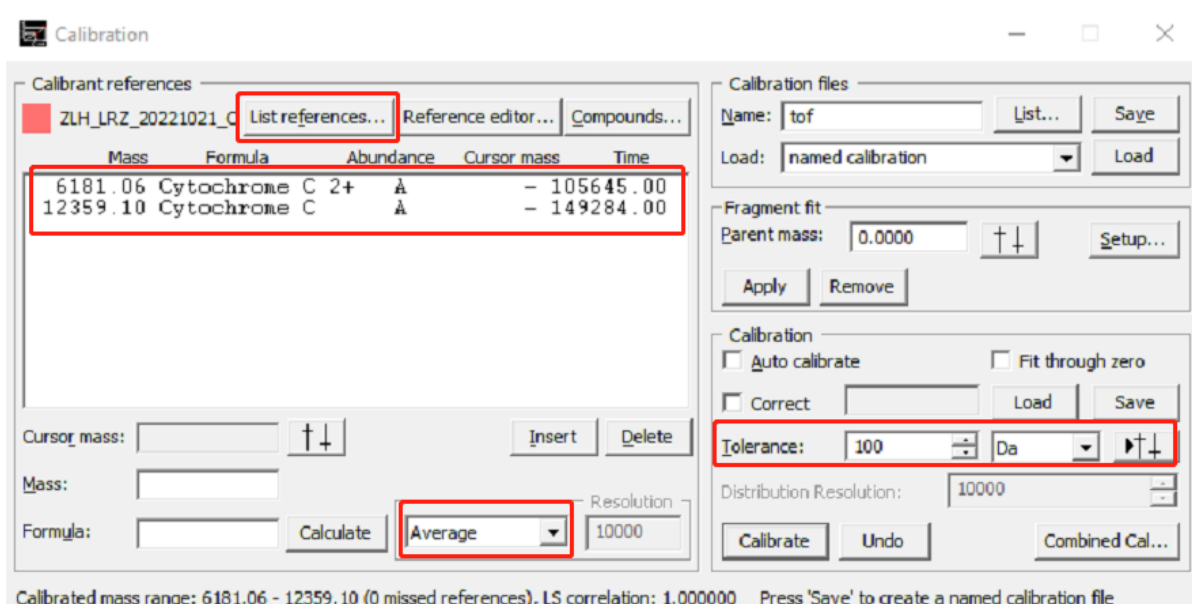 Calibration
Calibrant references
ZLH_LRZ_20221021_C List references... Reference editor... Compounds...
Mass Formula Abundance Cursor mass Time
6181.06 Cytochrome C 2+ A - 105645.00
12359.10 Cytochrome C A - 149284.00
Cursor mass: Insert Delete
Mass:
Resolution
Formula: Calculate Average 10000
Calibration files
Name: tof List... Save
Load: named calibration Load
Fragment fit
Parent mass: 0.0000 Setup...
Apply Remove
Calibration
Auto calibrate Fit through zero
Correct Load Save
Tolerance: 100 Da
Distribution Resolution: 10000
Calibrate Undo Combined Cal...
Calibrated mass range: 6181.06 - 12359.10 (0 missed references), LS correlation: 1.000000 Press 'Save' to create a named calibration file